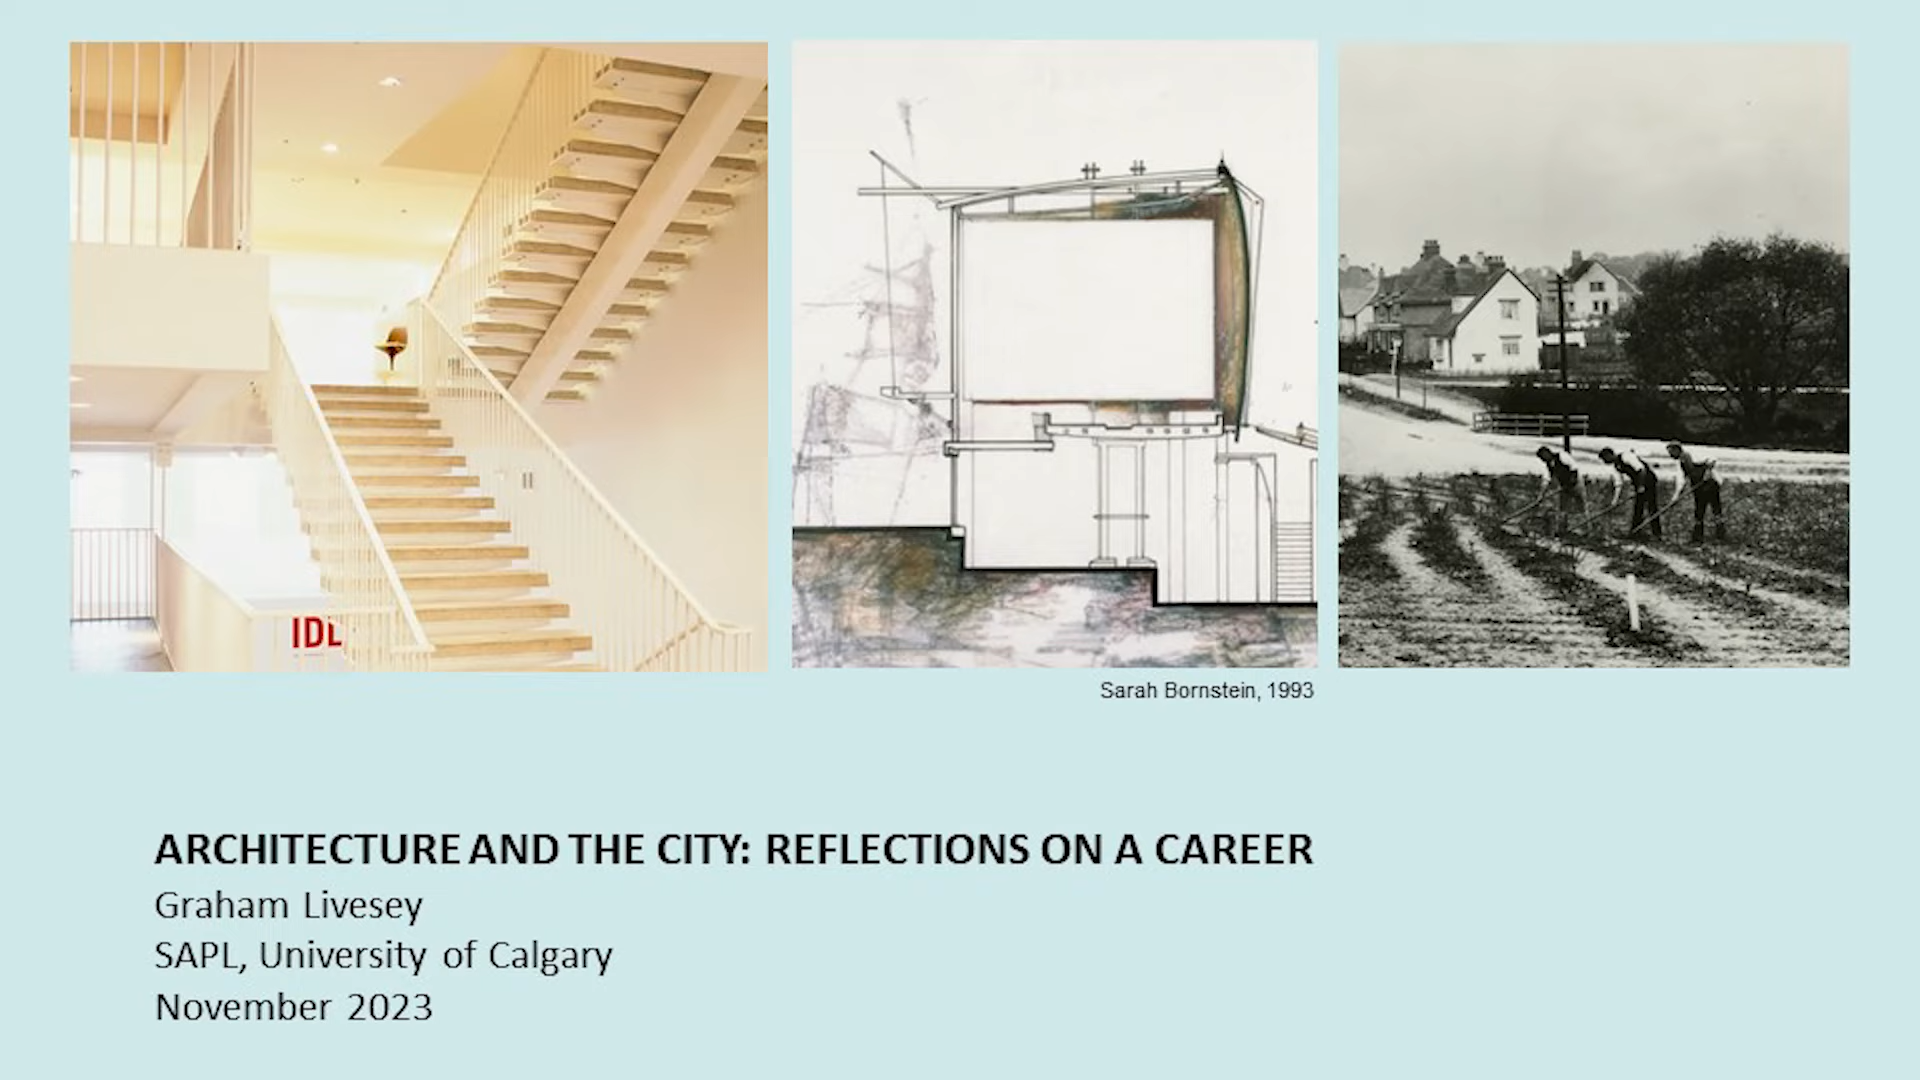 IDL
Sarah Bornstein, 1993
ARCHITECTURE AND THE CITY: REFLECTIONS ON A CAREER
Graham Livesey
SAPL, University of Calgary
November 2023